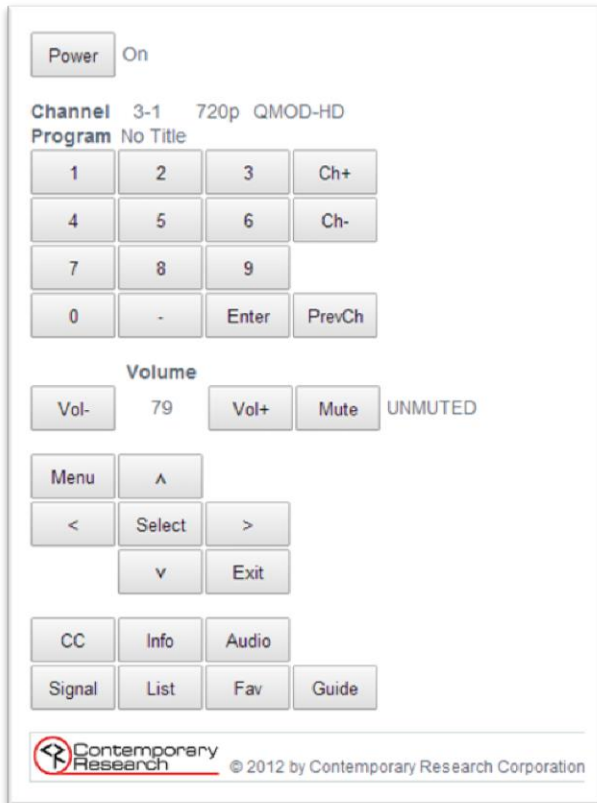 Power On
Channel 3-1 720p QMOD-HD
Program No Title
1 2 3 Ch+
4 5 6 Ch-
7 8 9
0 - Enter PrevCh
Volume
Vol- 79 Vol+ Mute UNMUTED
Menu ∧
< Select >
∨ Exit
CC Info Audio
Signal List Fav Guide
Contemporary
Research © 2012 by Contemporary Research Corporation